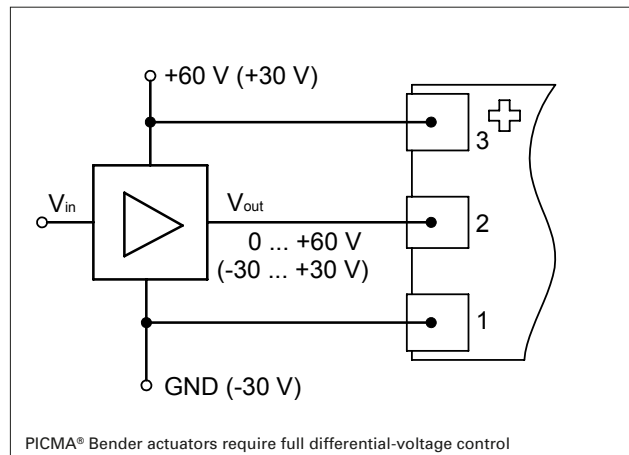 +60 V (+30 V)
3
Vin
Vout
2
0 ... +60 V
(-30 ... +30 V)
1
GND (-30 V)
PICMA® Bender actuators require full differential-voltage control